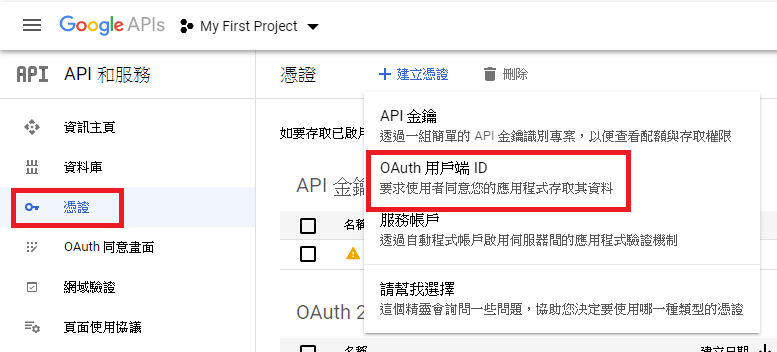 Google APIs
My First Project
API
API 和服務
憑證
建立憑證
刪除
資訊主頁
資料庫
憑證
OAuth 同意畫面
網域驗證
頁面使用協議
如要存取已啟用
API 金鑰
名稱
OAuth 2
名稱
建立日期
API 金鑰
透過一組簡單的 API 金鑰識別專案，以便查看配額與存取權限
OAuth 用戶端 ID
要求使用者同意您的應用程式存取其資料
服務帳戶
透過自動程式帳戶啟用伺服器間的應用程式驗證機制
請幫我選擇
這個精靈會詢問一些問題，協助您決定要使用哪一種類型的憑證